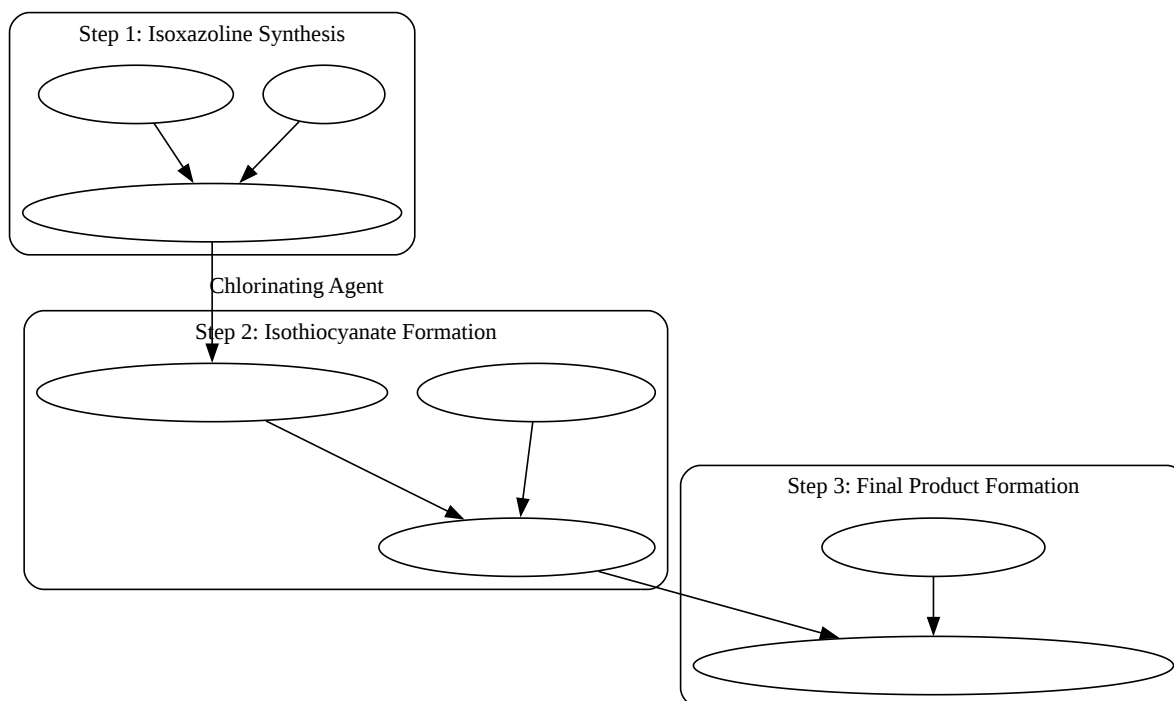 Step 1: Isoxazoline Synthesis
Chlorinating Agent
Step 2: Isothiocyanate Formation
Step 3: Final Product Formation